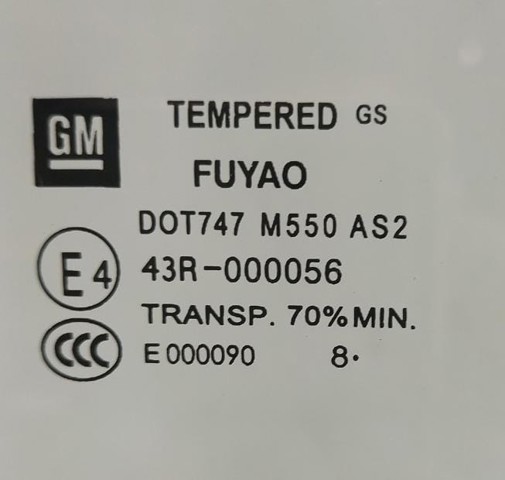 GM
TEMPERED GS
FUYAO
DOT747 M550 AS2
E4
43R-000056
TRANSP. 70% MIN.
CCC
E000090 8•